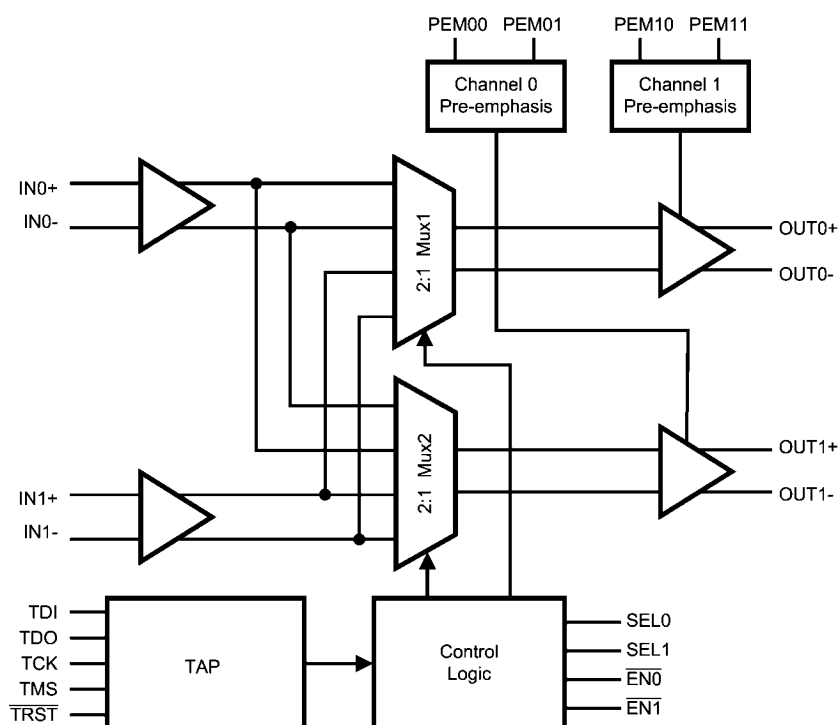 PEM00 PEM01 PEM10 PEM11
Channel 0
Pre-emphasis
Channel 1
Pre-emphasis
IN0+
IN0-
2:1 Mux1
OUT0+
OUT0-
IN1+
IN1-
2:1 Mux2
OUT1+
OUT1-
TDI
TDO
TCK
TMS
TRST
TAP
Control
Logic
SEL0
SEL1
EN0
EN1